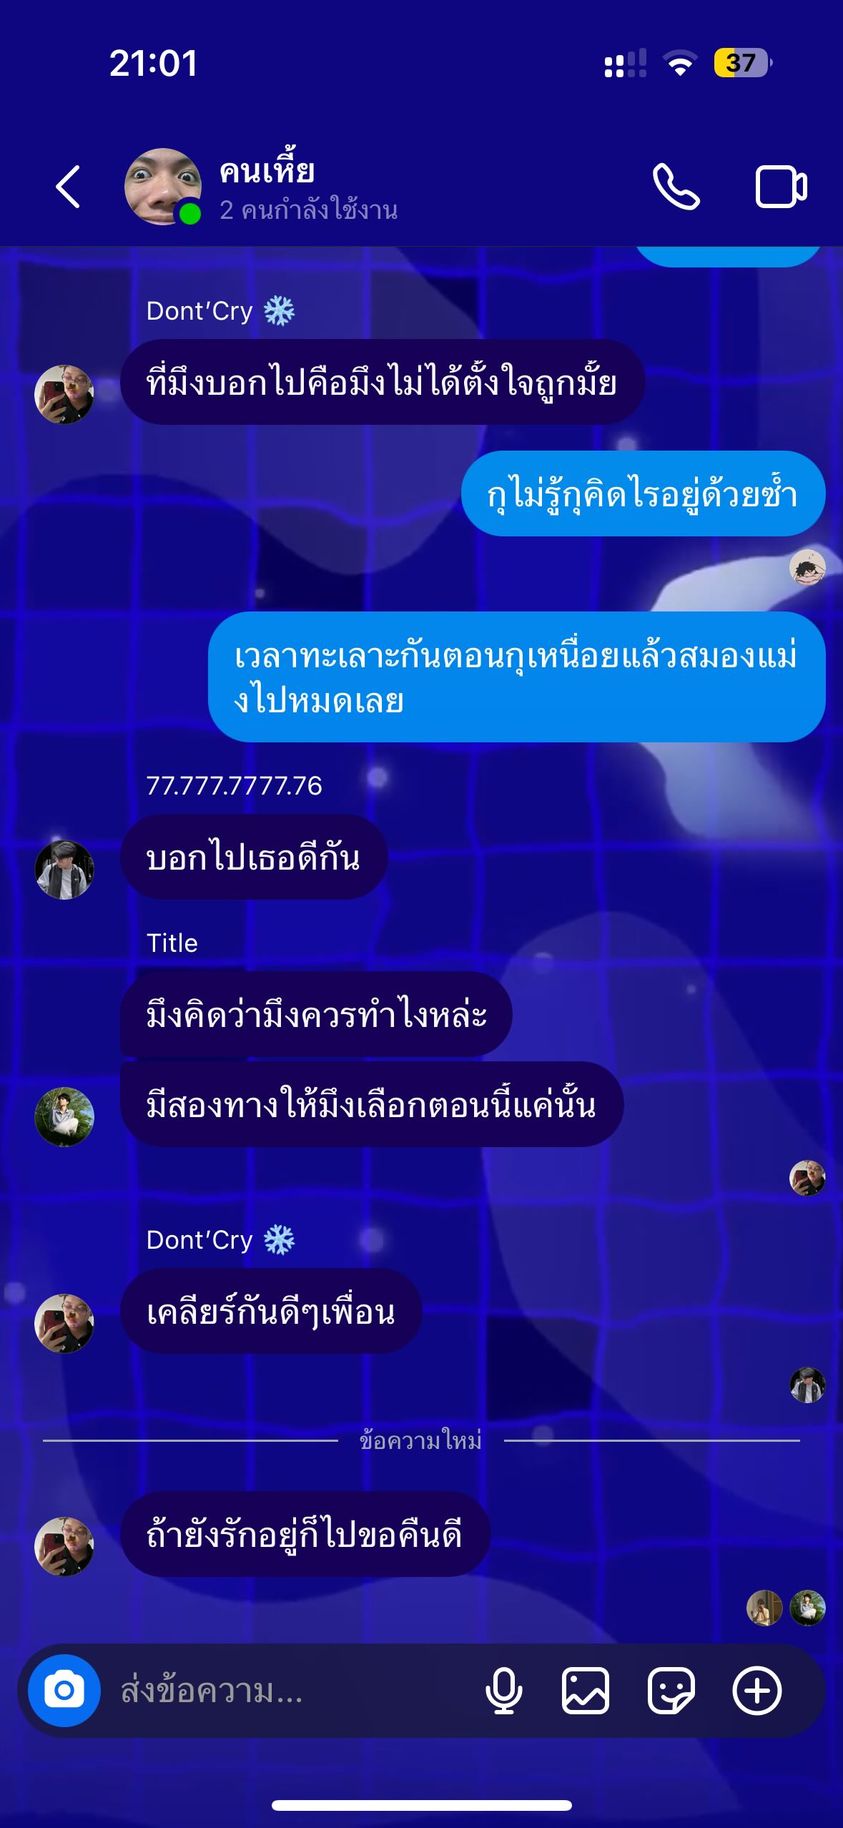 21:01
37
คนเหี้ย
2 คนกำลังใช้งาน
Dont'Cry ❄️
ที่มึงบอกไปคือมึงไม่ได้ตั้งใจถูกมั้ย
กุไม่รู้กุคิดไรอยู่ด้วยซ้ำ
เวลาทะเลาะกันตอนกุเหนื่อยแล้วสมองแม่
งไปหมดเลย
77.777.7777.76
บอกไปเธอดีกัน
Title
มึงคิดว่ามึงควรทำไงหล่ะ
มีสองทางให้มึงเลือกตอนนี้แค่นั้น
Dont'Cry ❄️
เคลียร์กันดีๆเพื่อน
ข้อความใหม่
ถ้ายังรักอยู่ก็ไปขอคืนดี
ส่งข้อความ...